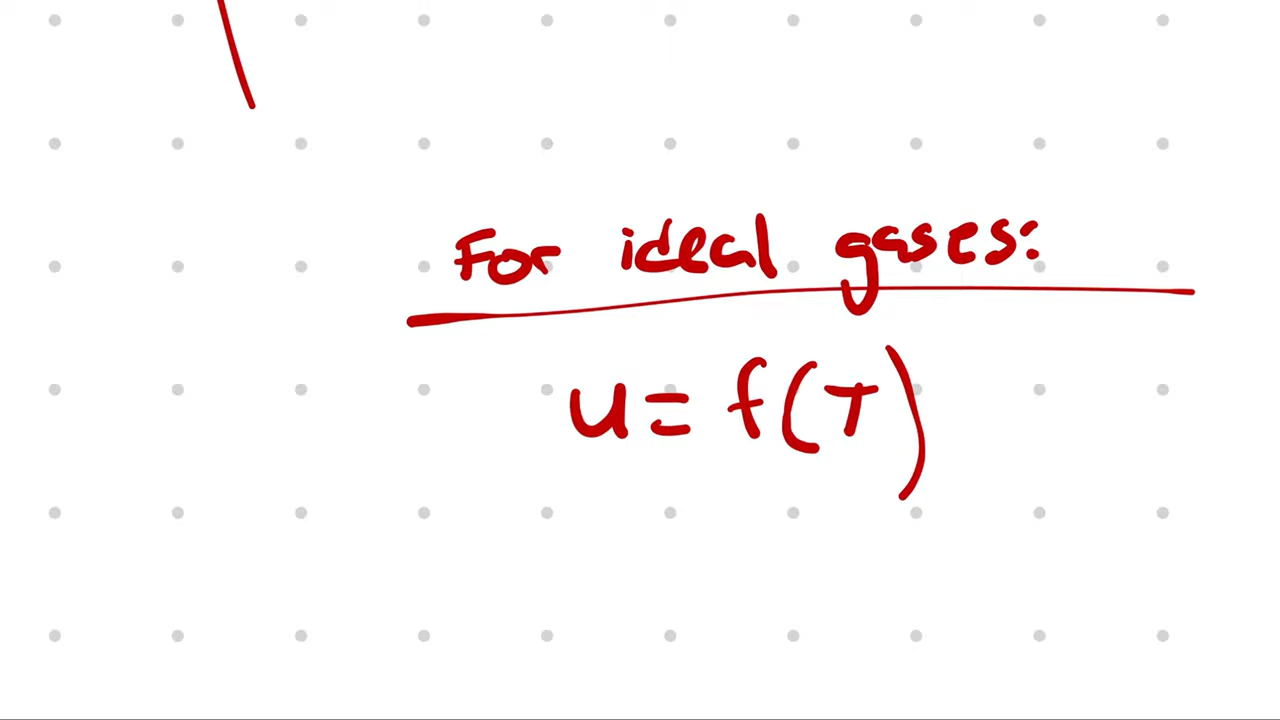 For ideal gases:
u = f(T)